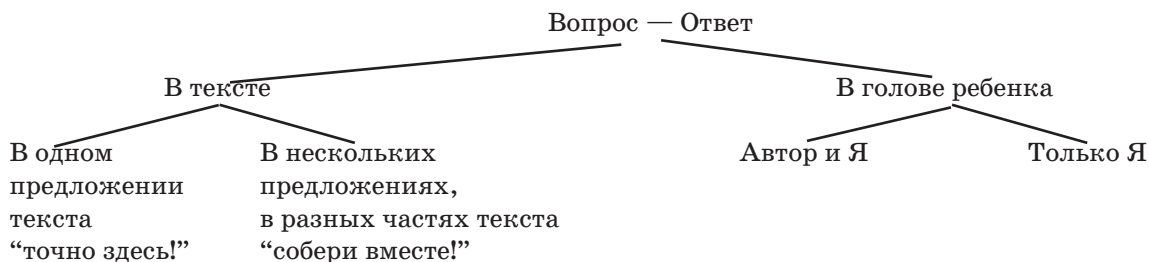 Вопрос — Ответ
В тексте
В голове ребенка
В одном
предложении
текста
“точно здесь!”
В нескольких
предложениях,
в разных частях текста
“собери вместе!”
Автор и Я
Только Я